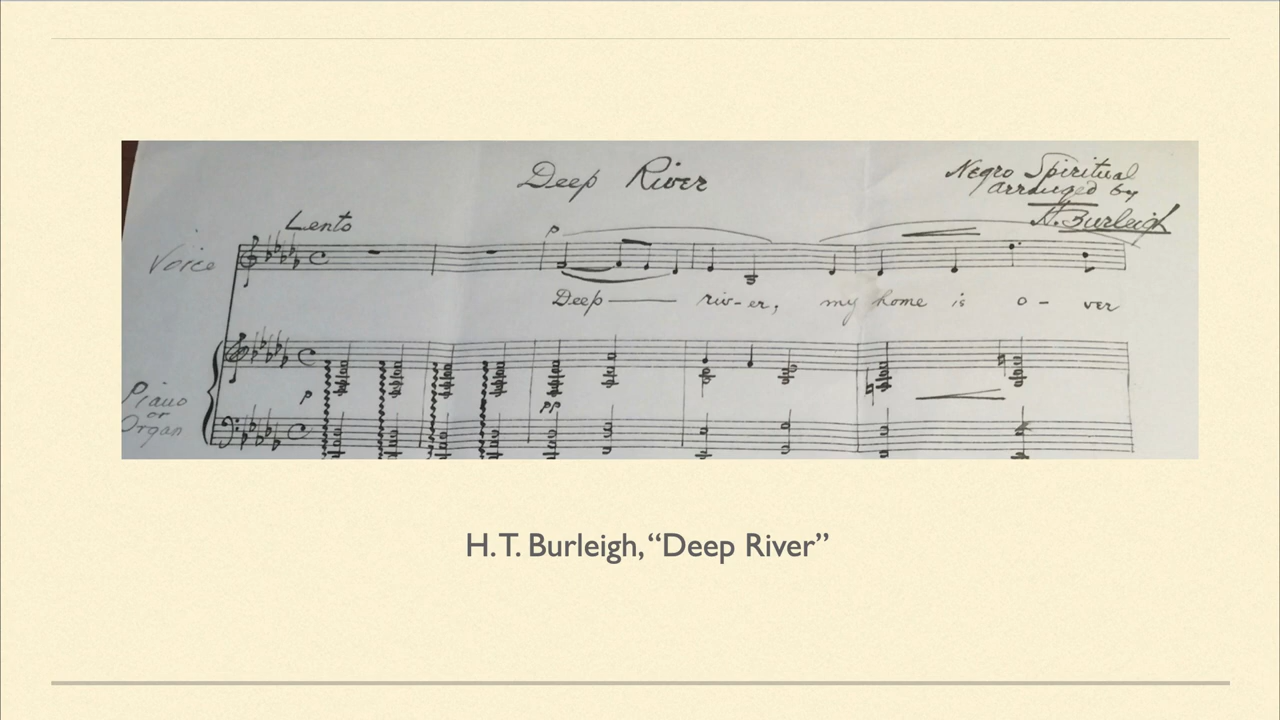 Deep River
Negro Spiritual
arranged by
H. Burleigh
Lento
Voice
p
Deep riv-er, my home is o - ver
Piano
or
Organ
p
pp
H.T. Burleigh, “Deep River”